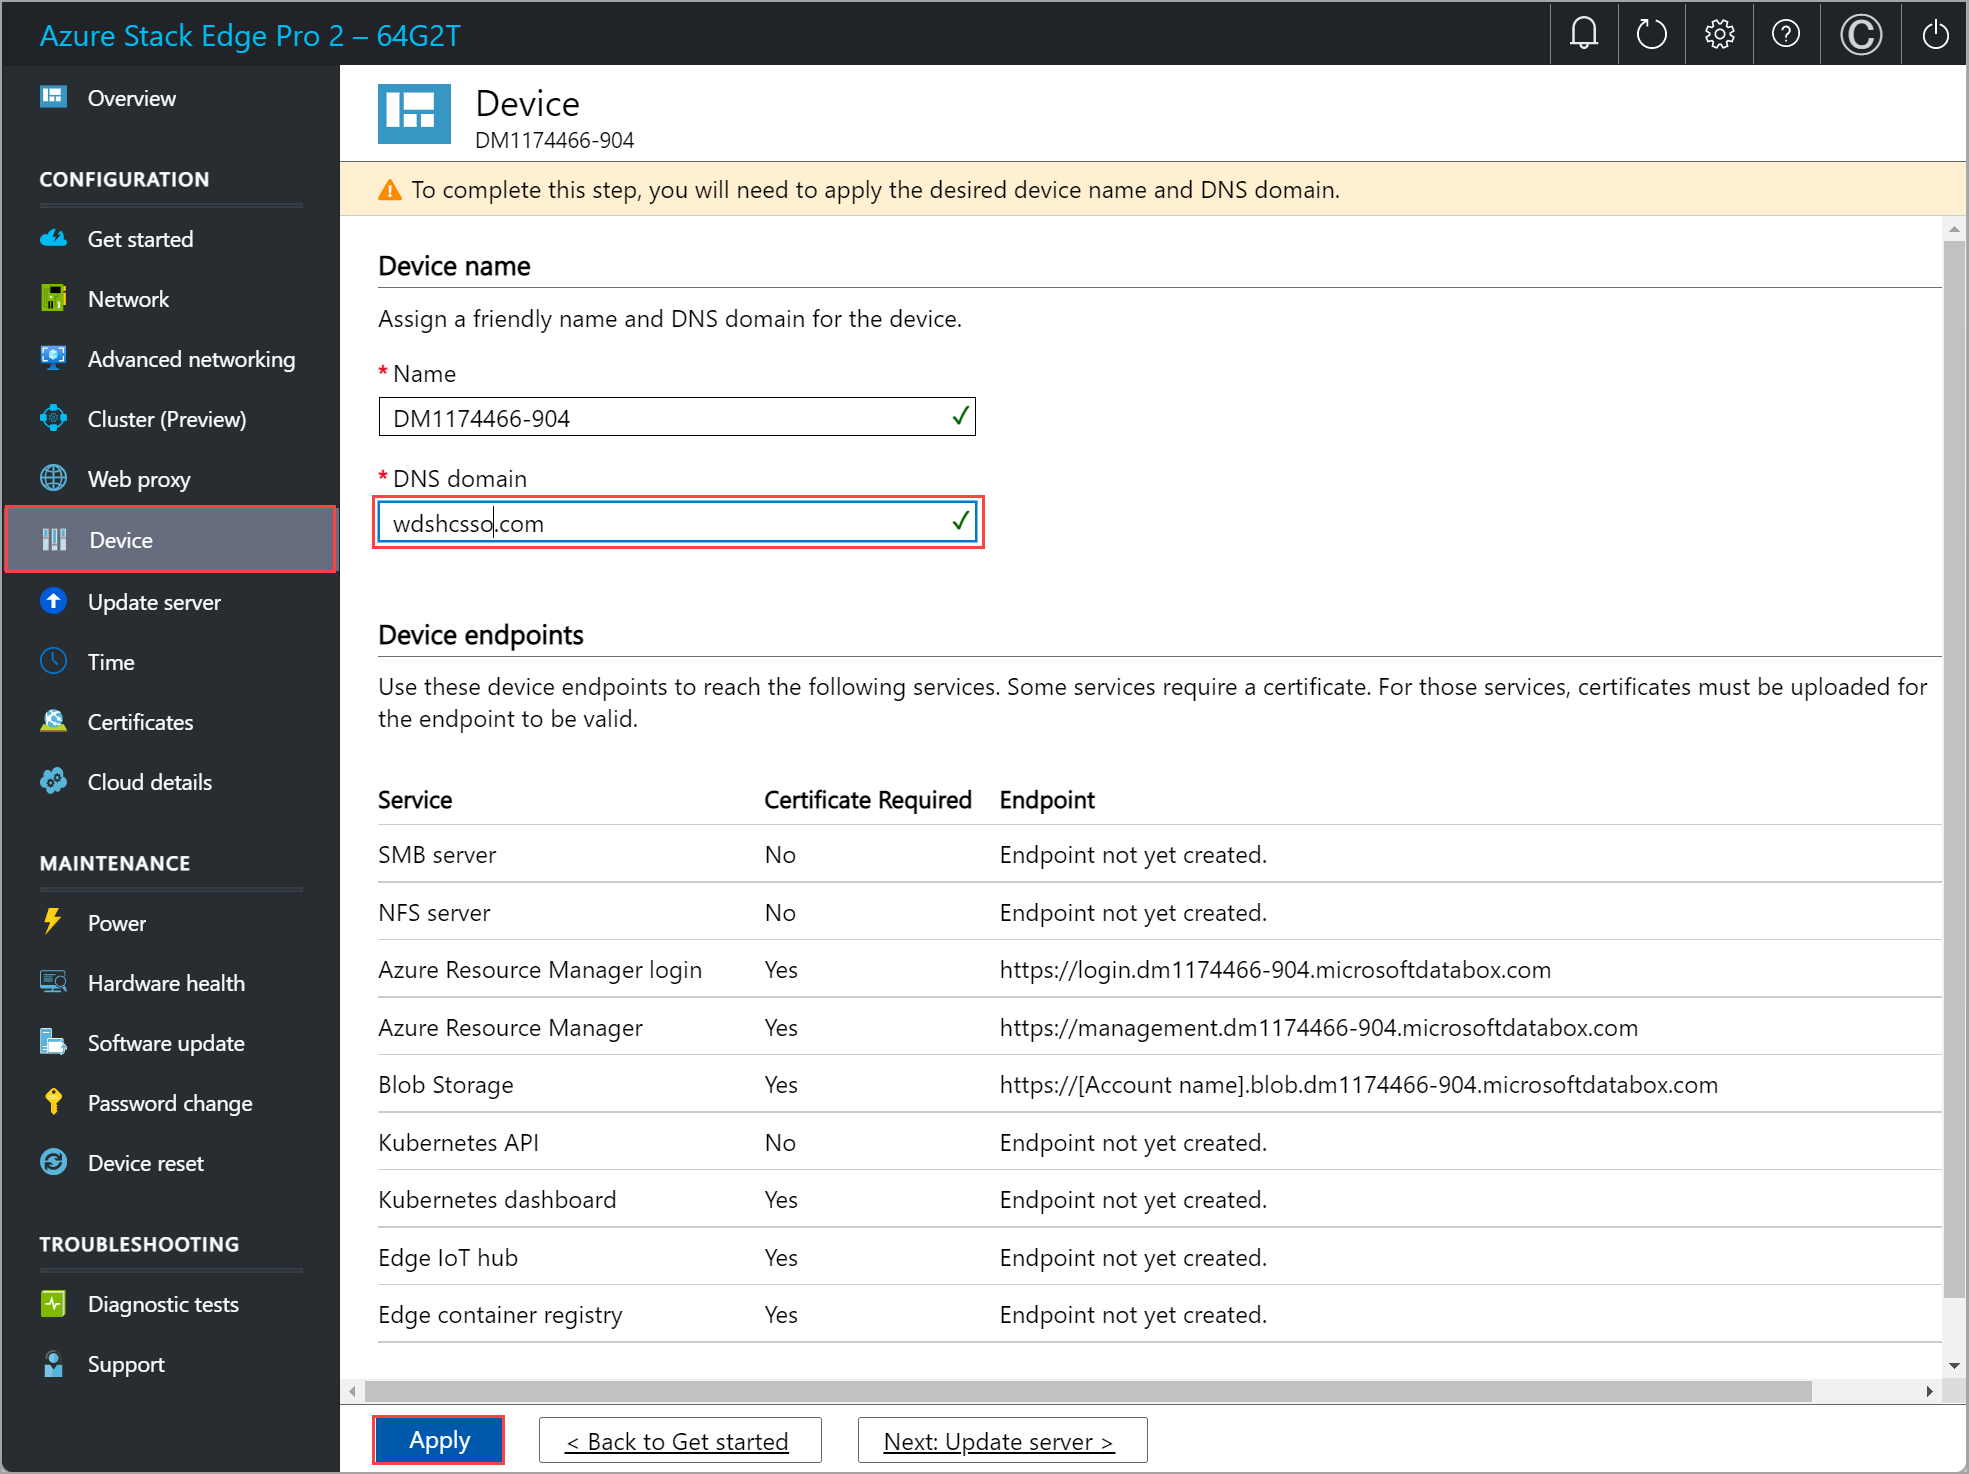 Azure Stack Edge Pro 2 – 64G2T
Overview
CONFIGURATION
Get started
Network
Advanced networking
Cluster (Preview)
Web proxy
Device
Update server
Time
Certificates
Cloud details
MAINTENANCE
Power
Hardware health
Software update
Password change
Device reset
TROUBLESHOOTING
Diagnostic tests
Support
Device
DM1174466-904
To complete this step, you will need to apply the desired device name and DNS domain.
Device name
Assign a friendly name and DNS domain for the device.
* Name
DM1174466-904
* DNS domain
wdshcsso.com
Device endpoints
Use these device endpoints to reach the following services. Some services require a certificate. For those services, certificates must be uploaded for
the endpoint to be valid.
Service Certificate Required Endpoint
SMB server No Endpoint not yet created.
NFS server No Endpoint not yet created.
Azure Resource Manager login Yes https://login.dm1174466-904.microsoftdatabox.com
Azure Resource Manager Yes https://management.dm1174466-904.microsoftdatabox.com
Blob Storage Yes https://[Account name].blob.dm1174466-904.microsoftdatabox.com
Kubernetes API No Endpoint not yet created.
Kubernetes dashboard Yes Endpoint not yet created.
Edge IoT hub Yes Endpoint not yet created.
Edge container registry Yes Endpoint not yet created.
Apply
< Back to Get started
Next: Update server >